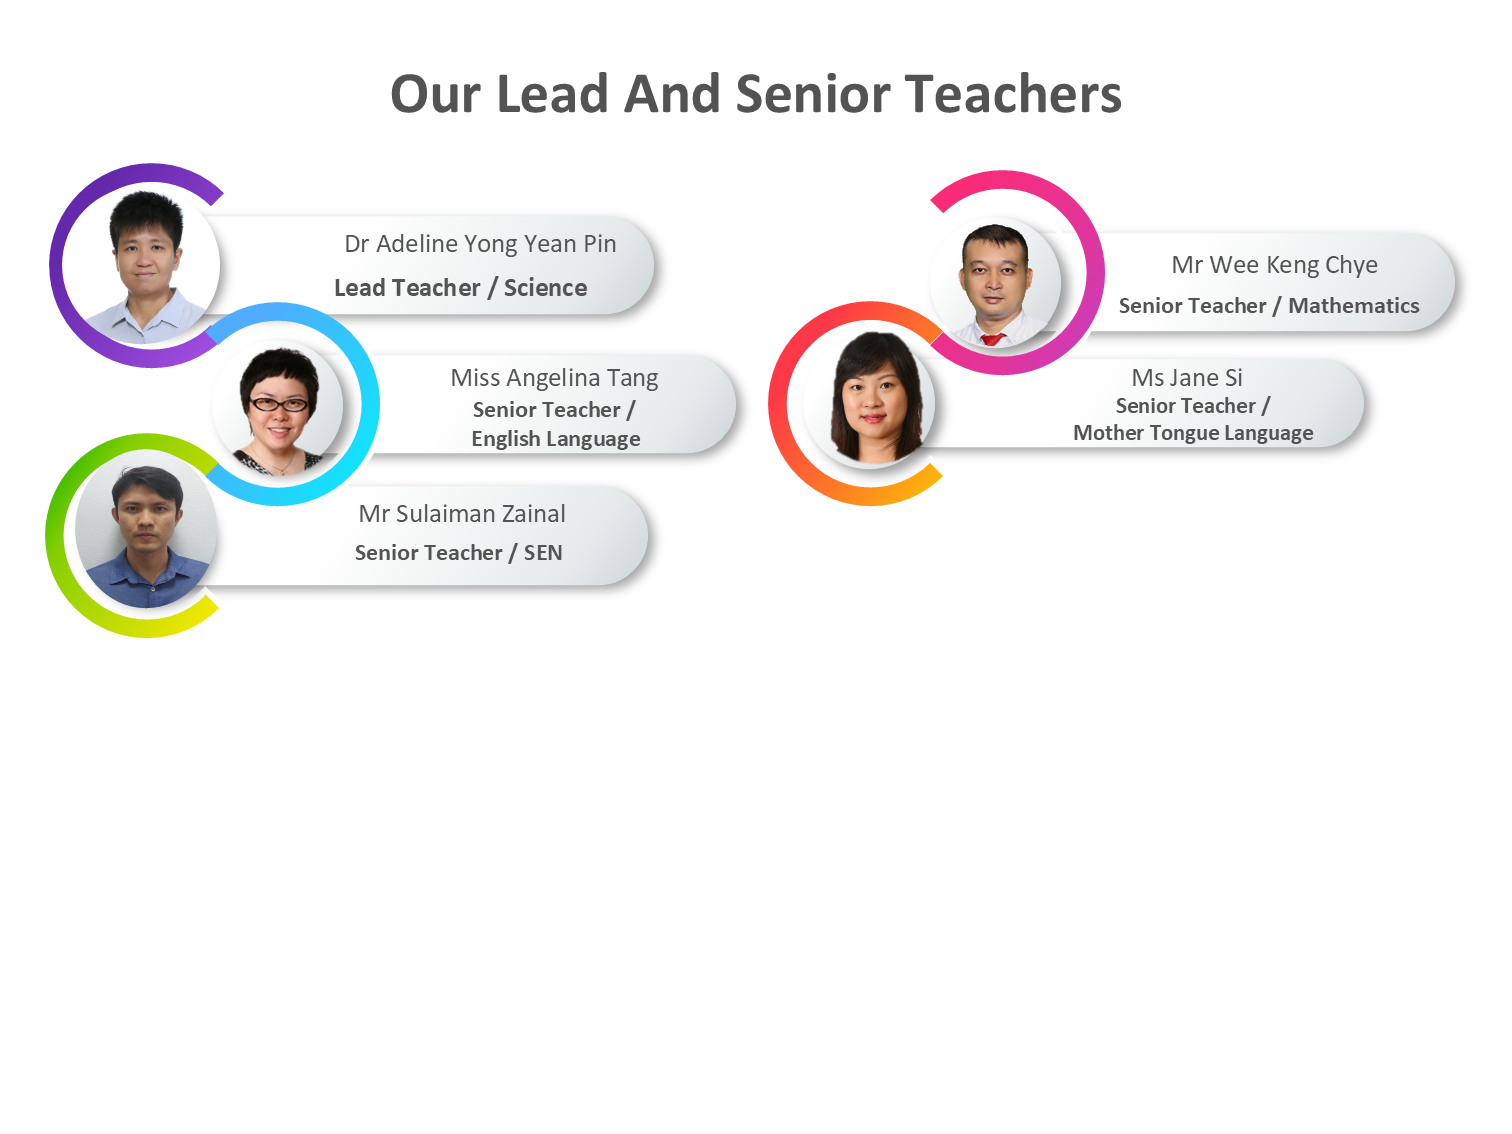 Our Lead And Senior Teachers
Dr Adeline Yong Yean Pin
Lead Teacher / Science
Miss Angelina Tang
Senior Teacher /
English Language
Mr Sulaiman Zainal
Senior Teacher / SEN
Mr Wee Keng Chye
Senior Teacher / Mathematics
Ms Jane Si
Senior Teacher /
Mother Tongue Language